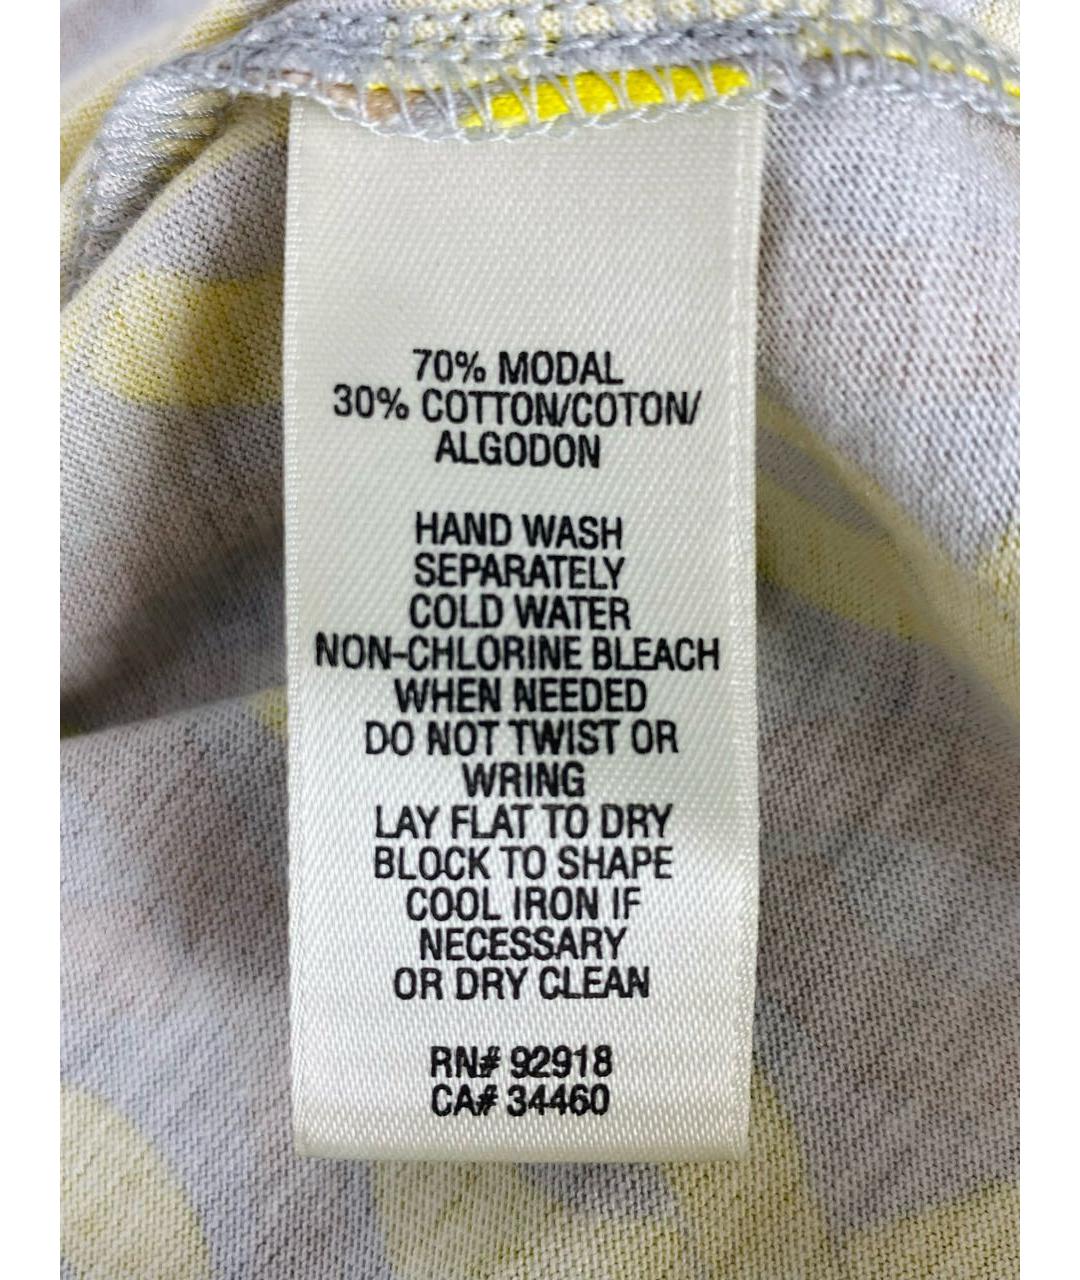 70% MODAL
30% COTTON/COTON/
ALGODON
HAND WASH
SEPARATELY
COLD WATER
NON-CHLORINE BLEACH
WHEN NEEDED
DO NOT TWIST OR
WRING
LAY FLAT TO DRY
BLOCK TO SHAPE
COOL IRON IF
NECESSARY
OR DRY CLEAN
RN# 92918
CA# 34460